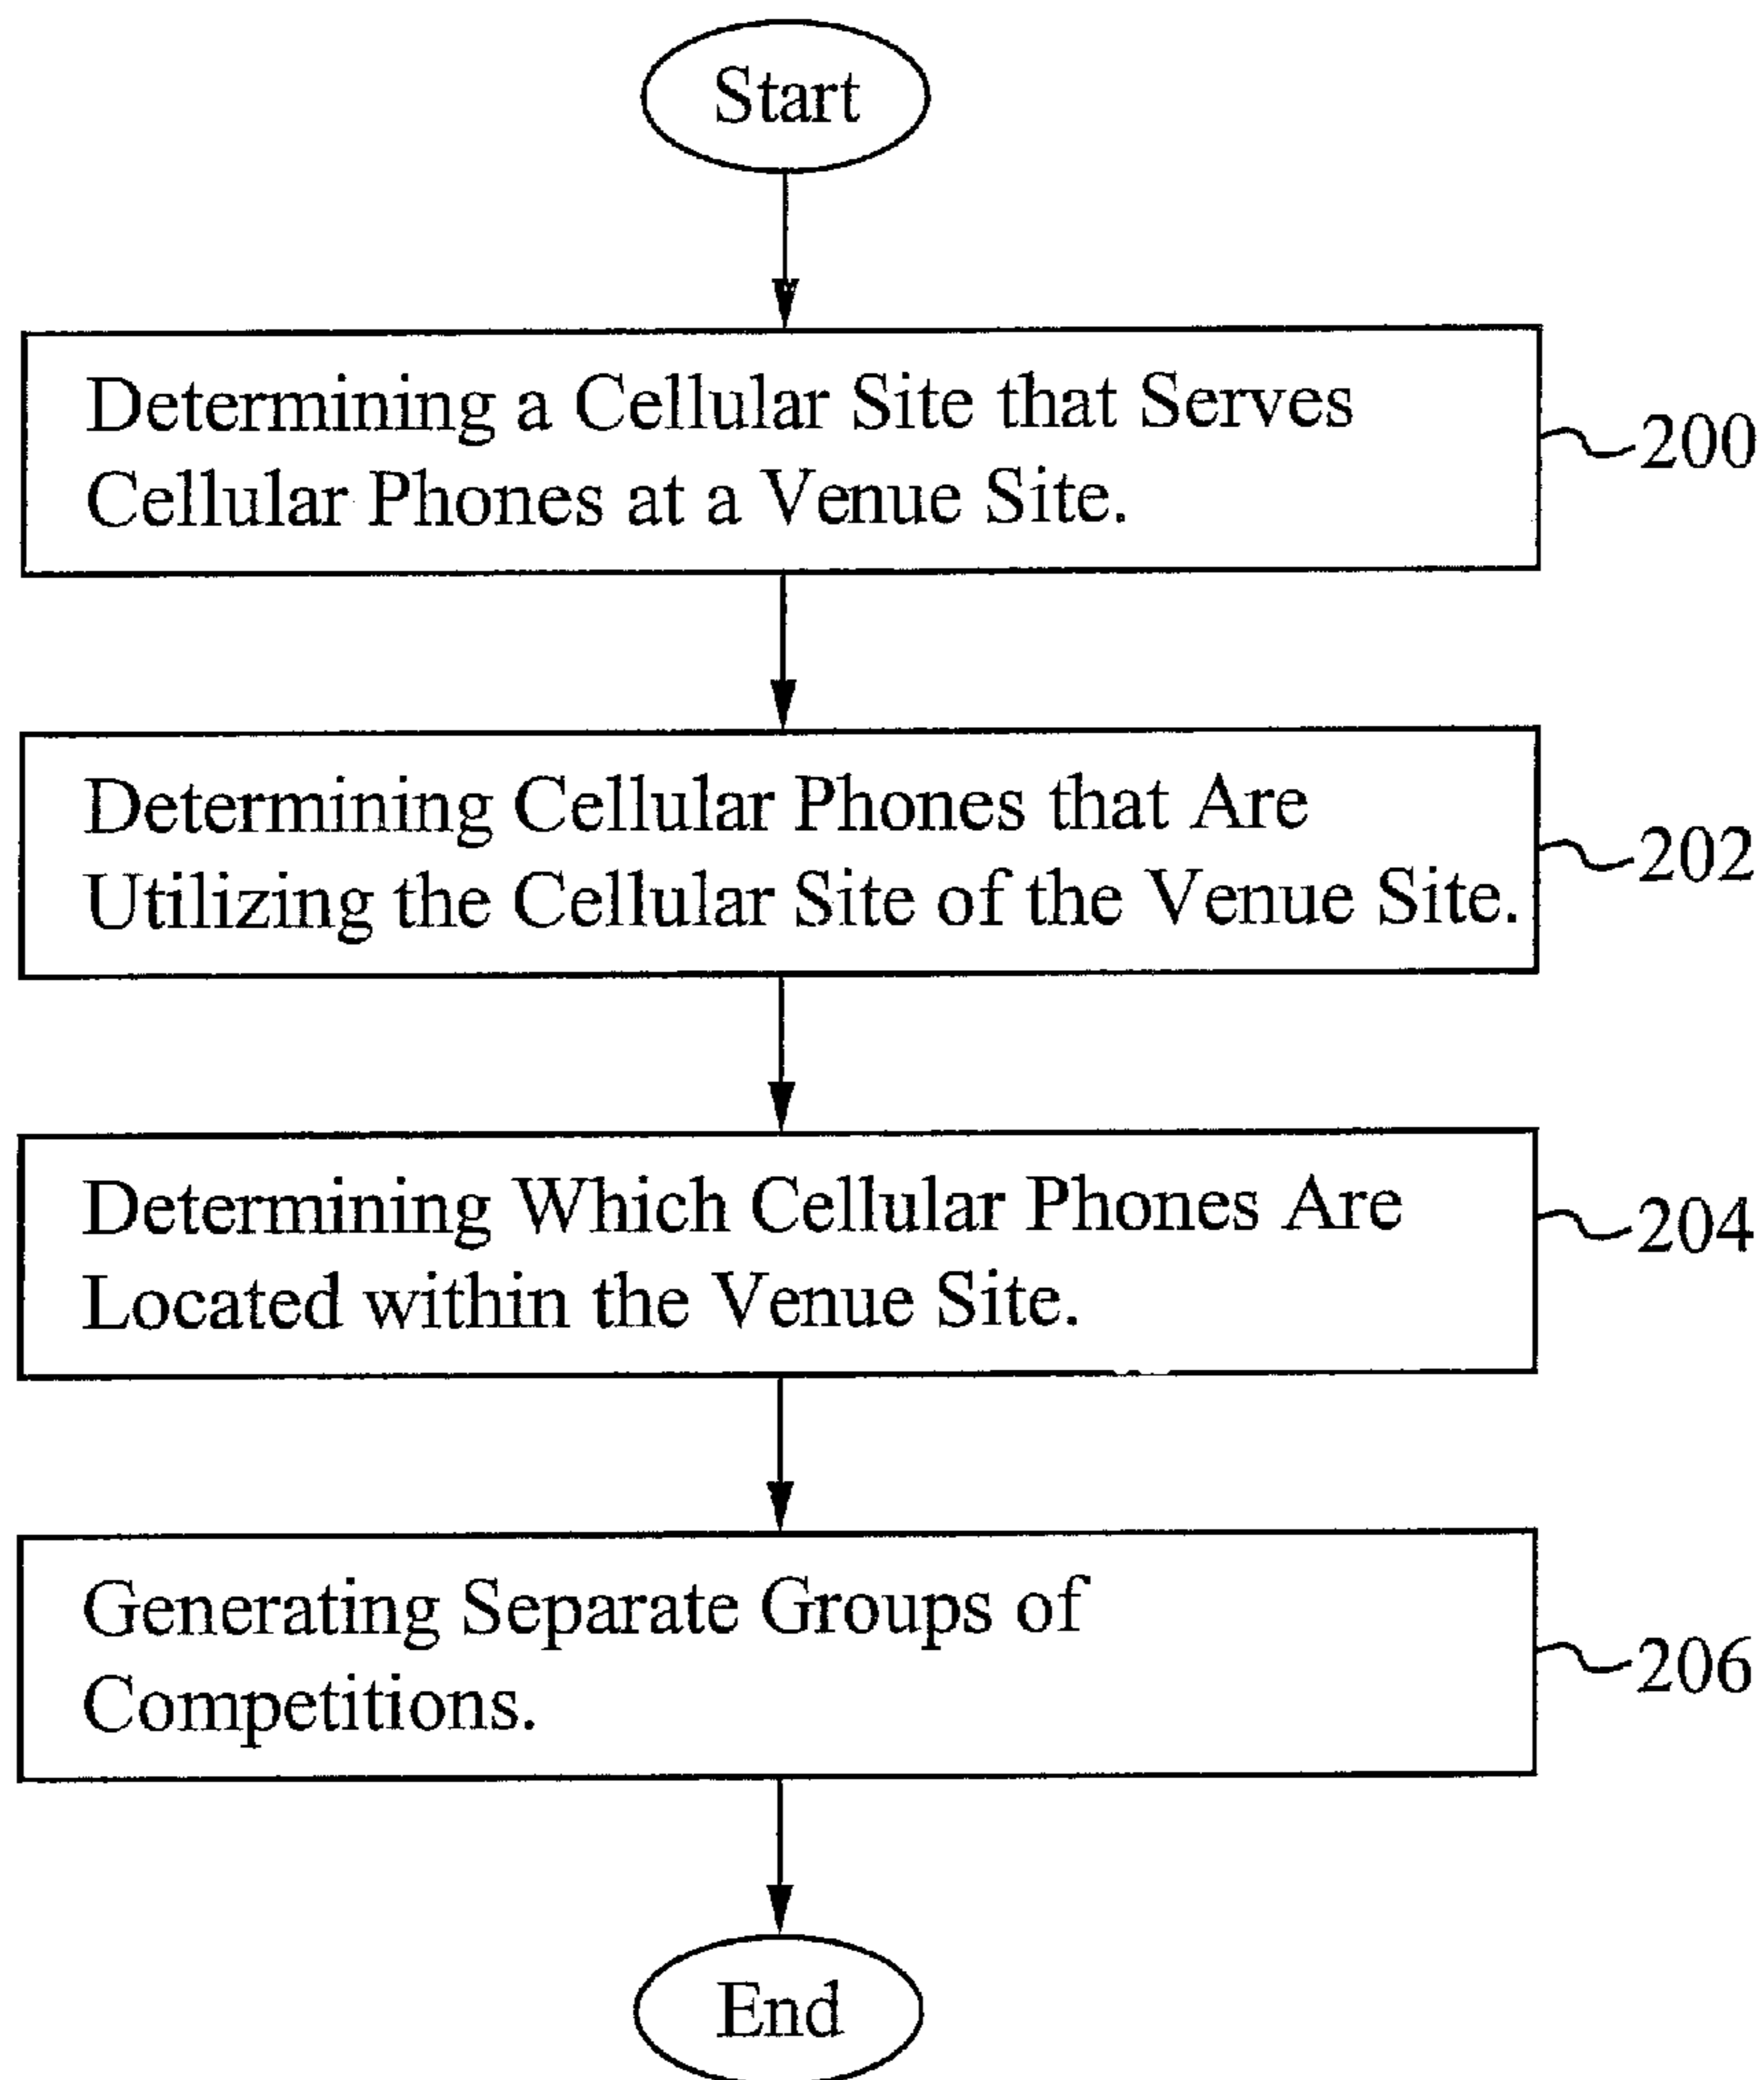 Start
Determining a Cellular Site that Serves
Cellular Phones at a Venue Site.
200
Determining Cellular Phones that Are
Utilizing the Cellular Site of the Venue Site.
202
Determining Which Cellular Phones Are
Located within the Venue Site.
204
Generating Separate Groups of
Competitions.
206
End